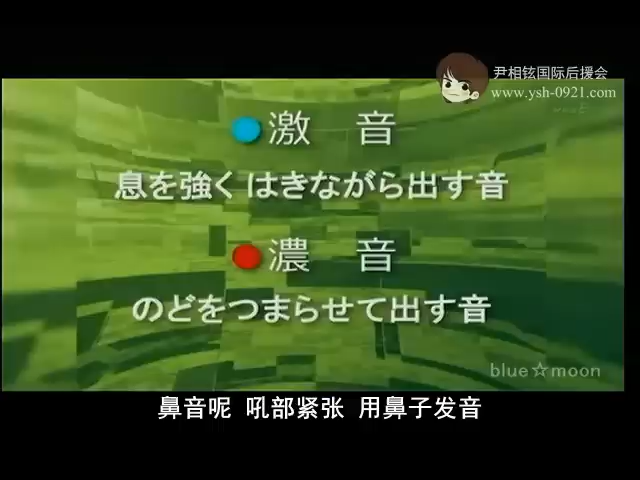 尹相铉国际后援会
www.ysh-0921.com
激 音
息を強くはきながら出す音
濃 音
のどをつまらせて出す音
blue☆moon
鼻音呢 吼部紧张 用鼻子发音